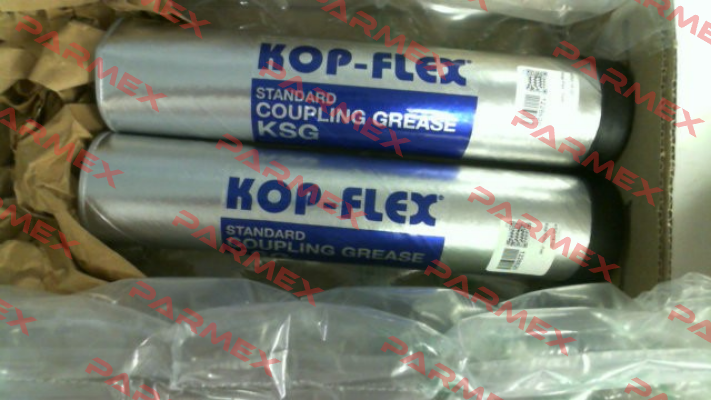 KOP-FLEX
STANDARD
COUPLING GREASE
KSG
KOP-FLEX
STANDARD
COUPLING GREASE
PARMEX